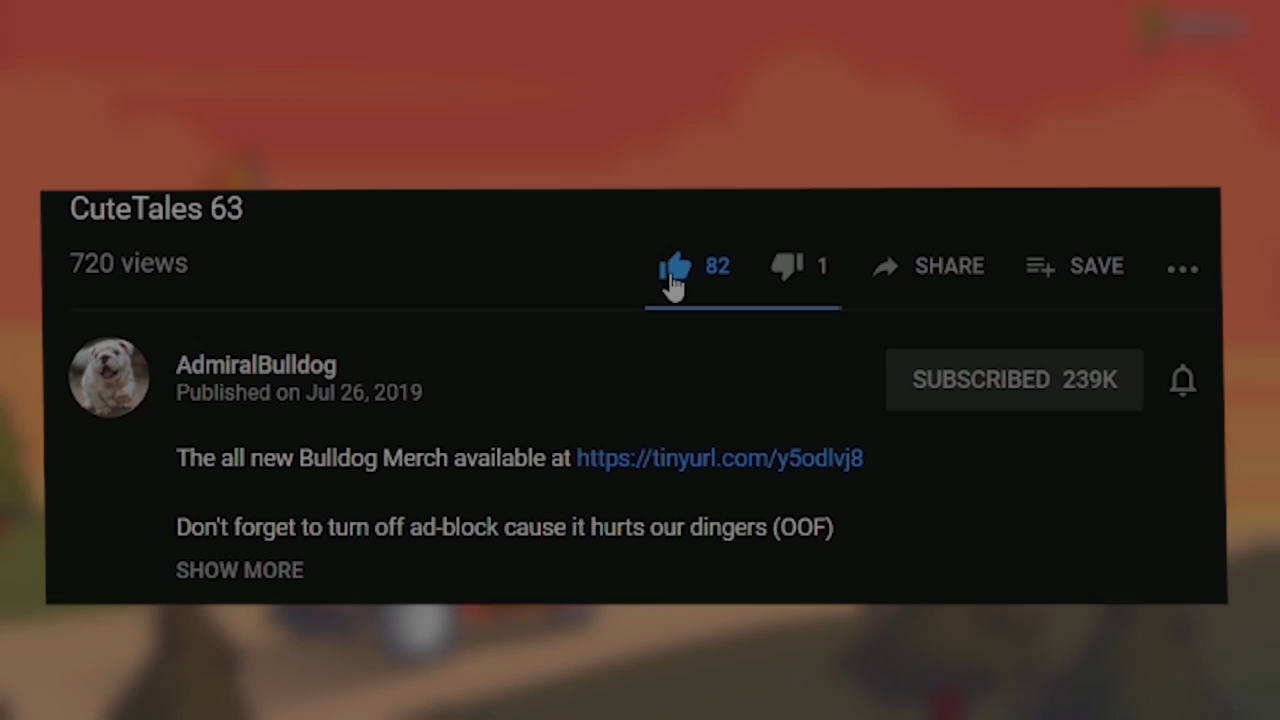 CuteTales 63
720 views
82 1 SHARE SAVE
AdmiralBulldog
Published on Jul 26, 2019
SUBSCRIBED 239K
The all new Bulldog Merch available at https://tinyurl.com/y5odlvj8
Don't forget to turn off ad-block cause it hurts our dingers (OOF)
SHOW MORE